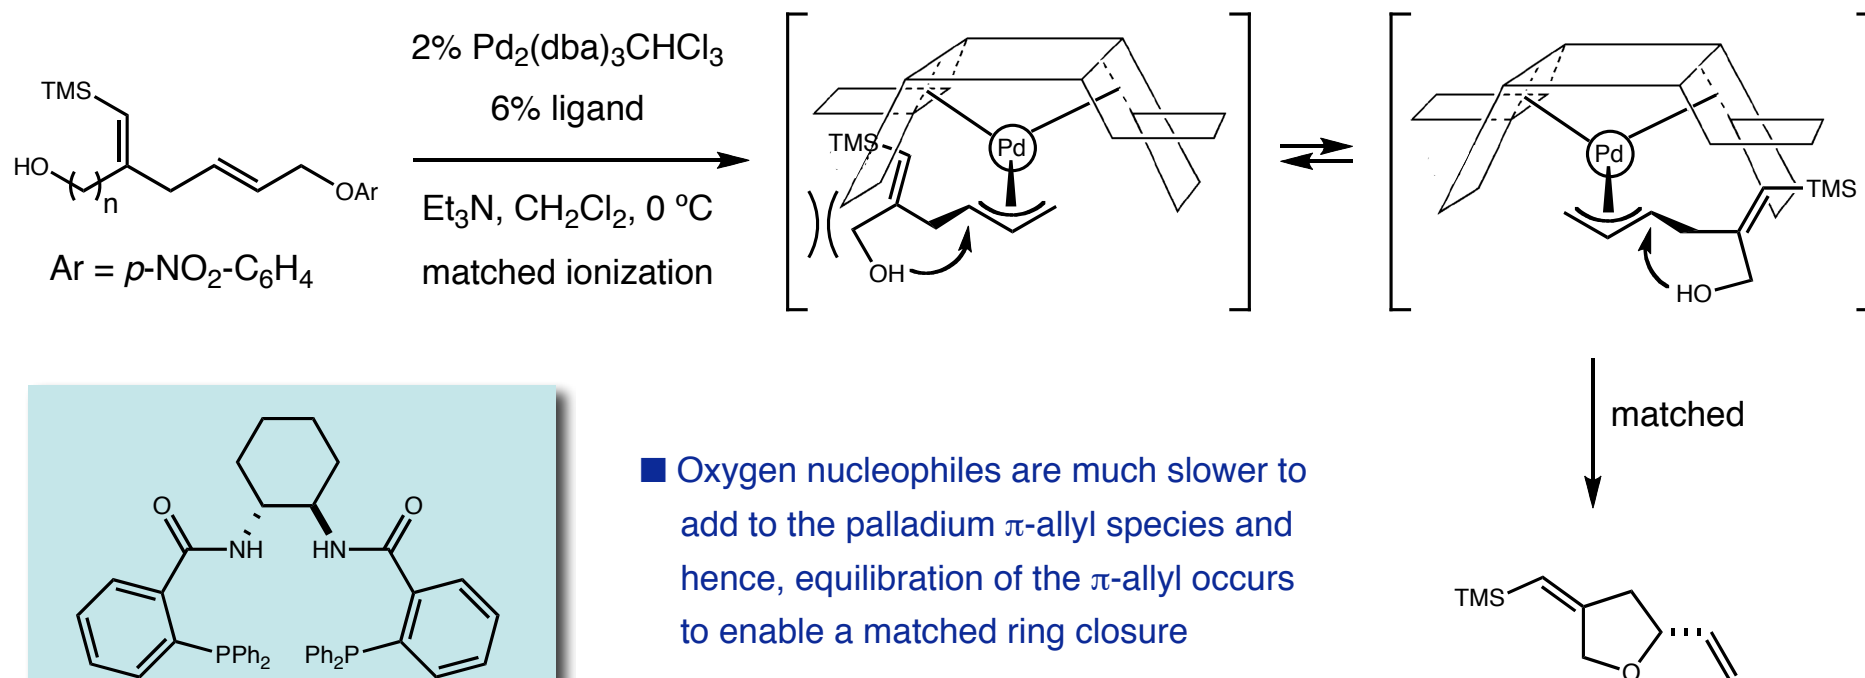 2% Pd2(dba)3CHCl3
6% ligand
Et3N, CH2Cl2, 0 ºC
matched ionization
TMS
HO
n
OAr
Ar = p-NO2-C6H4
TMS
Pd
OH
Pd
TMS
HO
matched
O
O
NH
HN
PPh2
Ph2P
■ Oxygen nucleophiles are much slower to
add to the palladium π-allyl species and
hence, equilibration of the π-allyl occurs
to enable a matched ring closure
TMS
O